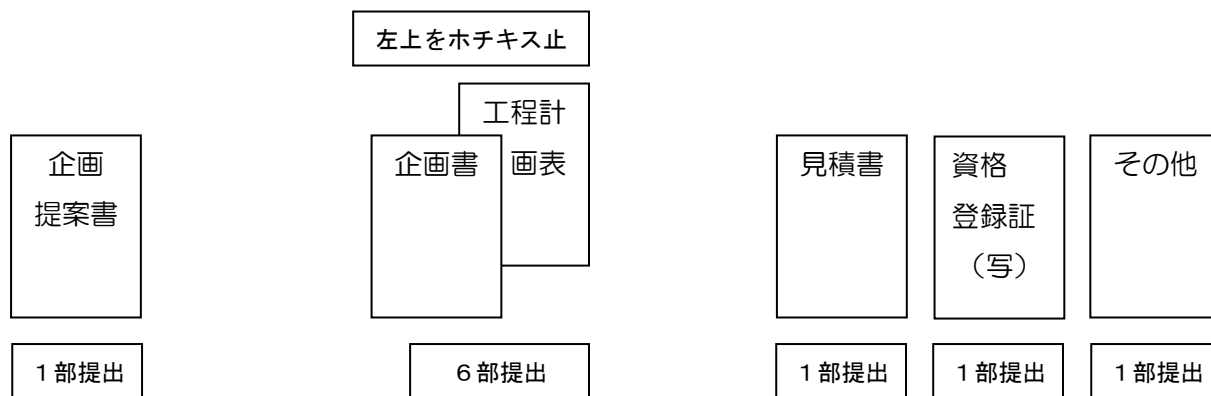 左上をホチキス止
工程計
画表
企画
提案書
企画書
見積書
資格
登録証
（写）
その他
１部提出
６部提出
１部提出
１部提出
１部提出